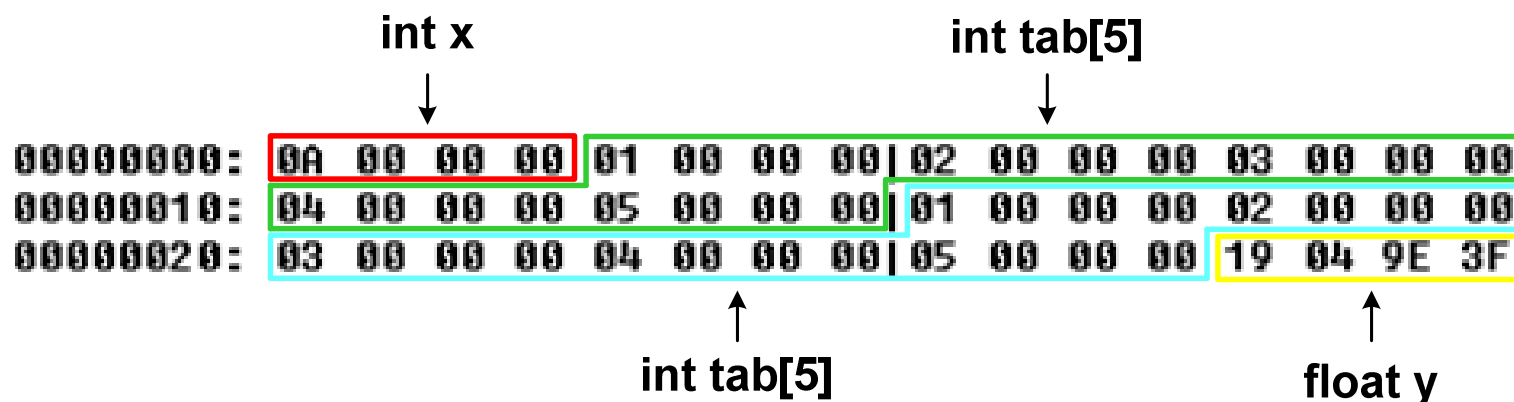 int x
int tab[5]
00000000: 0A 00 00 00 01 00 00 00|02 00 00 00 03 00 00 00
00000010: 04 00 00 00 05 00 00 00|01 00 00 00 02 00 00 00
00000020: 03 00 00 00 04 00 00 00|05 00 00 00 19 04 9E 3F
int tab[5]
float y